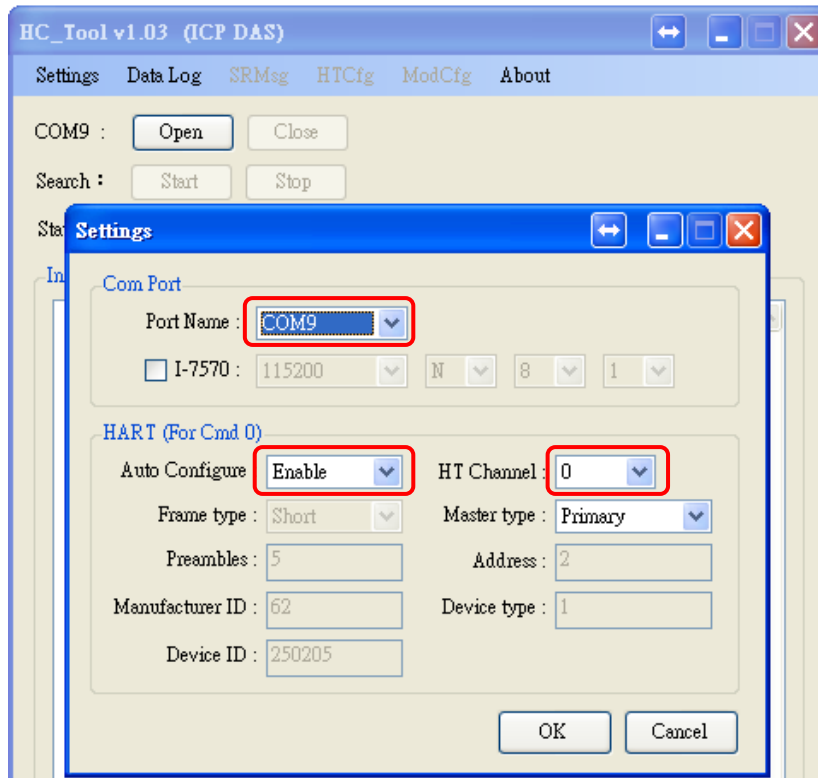 HC_Tool v1.03 (ICP DAS)
Settings Data Log SRMsg HTCfg ModCfg About
COM9 : Open Close
Search : Start Stop
Settings
Com Port
Port Name : COM9
I-7570 : 115200 N 8 1
HART (For Cmd 0)
Auto Configure Enable HT Channel : 0
Frame type : Short Master type : Primary
Preambles : 5 Address : 2
Manufacturer ID : 62 Device type : 1
Device ID : 250205
OK Cancel